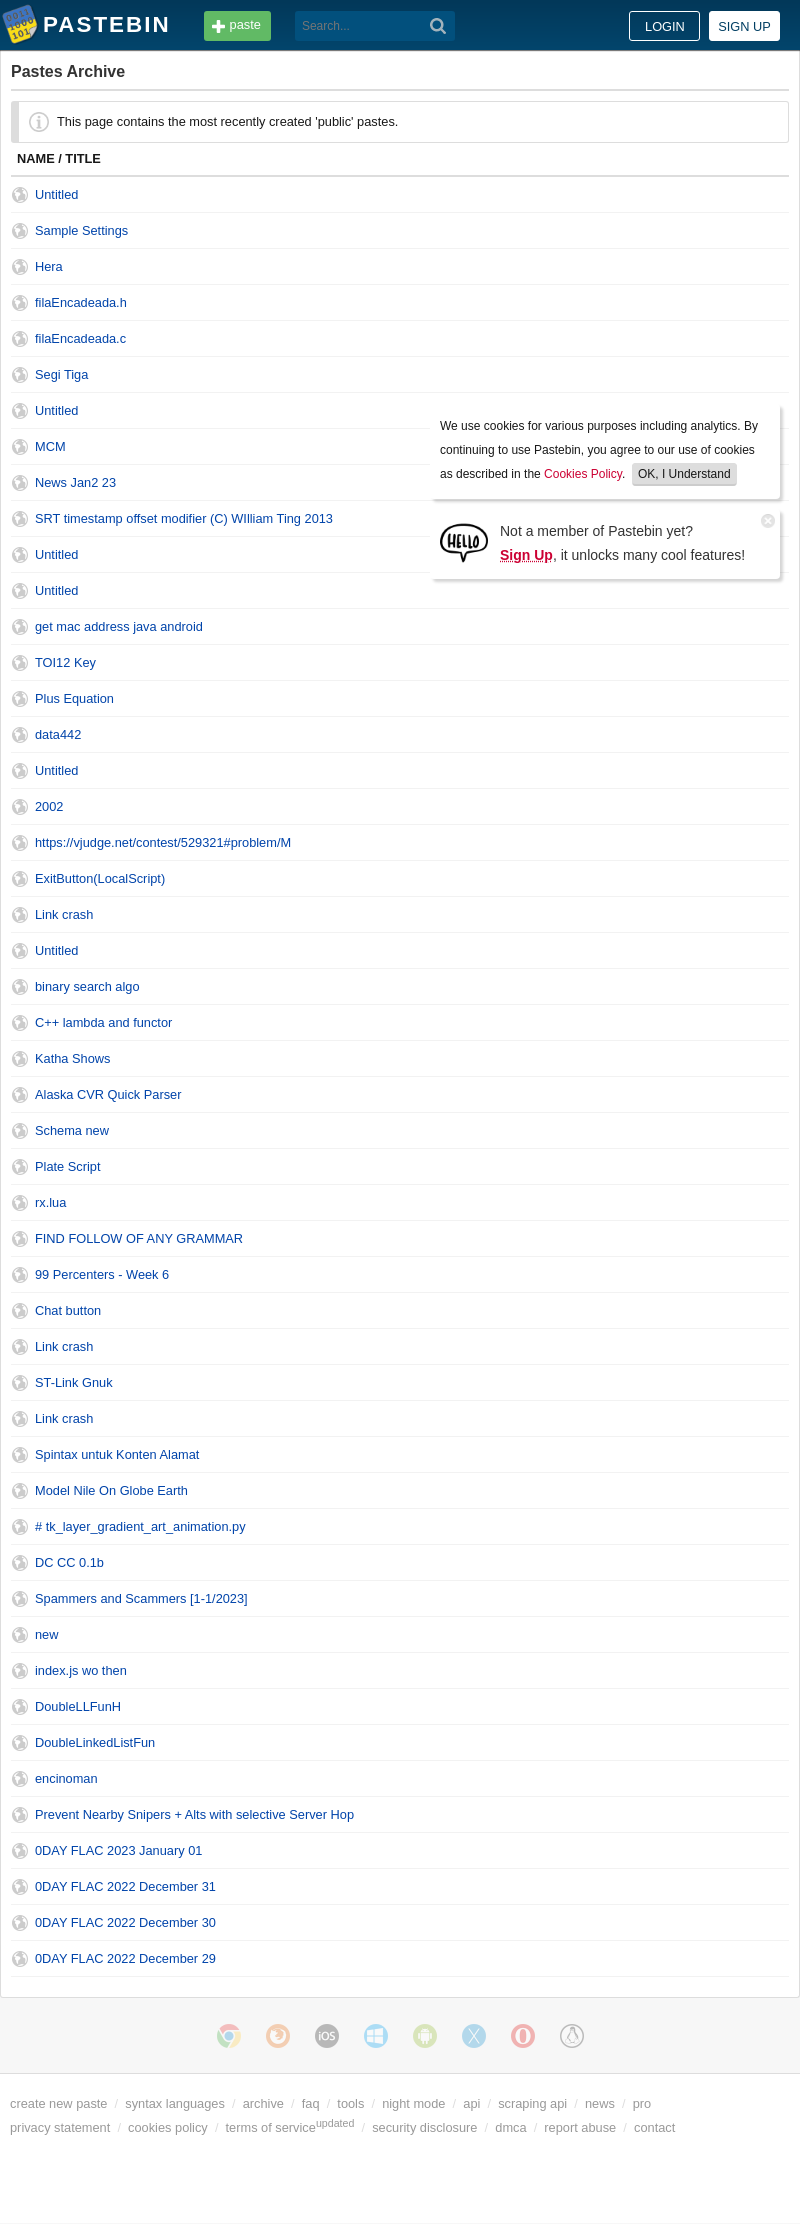 PASTEBIN
paste
Search...
LOGIN
SIGN UP
Pastes Archive
This page contains the most recently created 'public' pastes.
NAME / TITLE
Untitled
Sample Settings
Hera
filaEncadeada.h
filaEncadeada.c
Segi Tiga
Untitled
MCM
News Jan2 23
SRT timestamp offset modifier (C) WIlliam Ting 2013
Untitled
Untitled
We use cookies for various purposes including analytics. By
continuing to use Pastebin, you agree to our use of cookies
as described in the Cookies Policy. OK, I Understand
HELLO
Not a member of Pastebin yet?
Sign Up, it unlocks many cool features!
get mac address java android
TOI12 Key
Plus Equation
data442
Untitled
2002
https://vjudge.net/contest/529321#problem/M
ExitButton(LocalScript)
Link crash
Untitled
binary search algo
C++ lambda and functor
Katha Shows
Alaska CVR Quick Parser
Schema new
Plate Script
rx.lua
FIND FOLLOW OF ANY GRAMMAR
99 Percenters - Week 6
Chat button
Link crash
ST-Link Gnuk
Link crash
Spintax untuk Konten Alamat
Model Nile On Globe Earth
# tk_layer_gradient_art_animation.py
DC CC 0.1b
Spammers and Scammers [1-1/2023]
new
index.js wo then
DoubleLLFunH
DoubleLinkedListFun
encinoman
Prevent Nearby Snipers + Alts with selective Server Hop
0DAY FLAC 2023 January 01
0DAY FLAC 2022 December 31
0DAY FLAC 2022 December 30
0DAY FLAC 2022 December 29
iOS
create new paste / syntax languages / archive / faq / tools / night mode / api / scraping api / news / pro
privacy statement / cookies policy / terms of serviceupdated / security disclosure / dmca / report abuse / contact